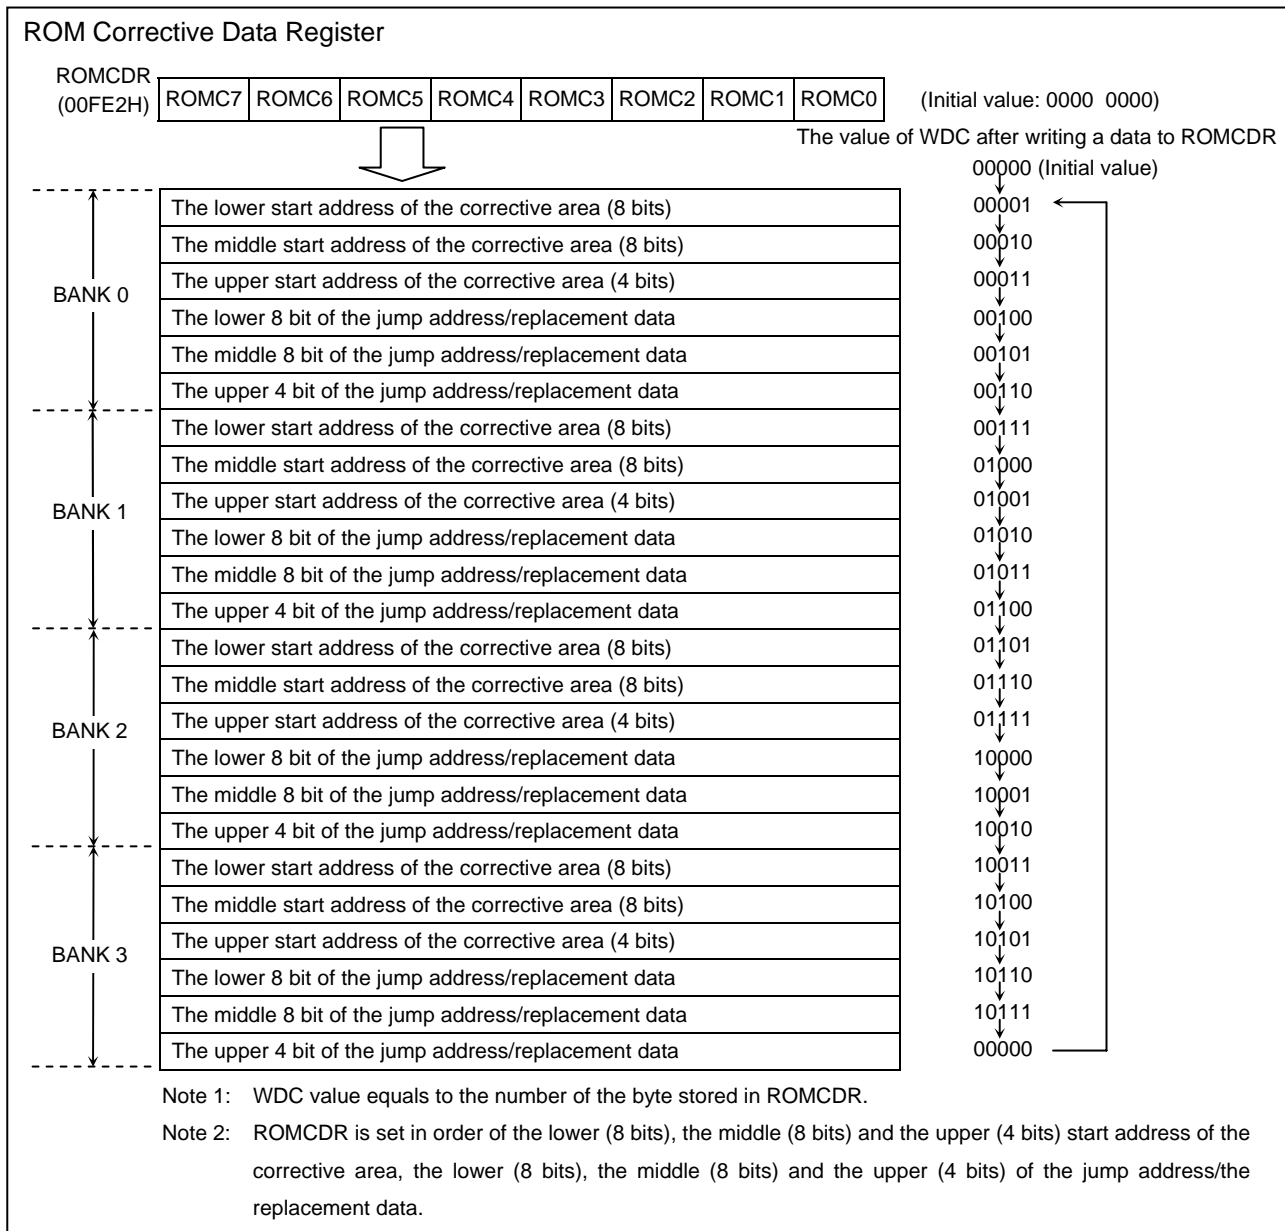 ROM Corrective Data Register
ROMCDR
(00FE2H)
ROMC7 ROMC6 ROMC5 ROMC4 ROMC3 ROMC2 ROMC1 ROMC0 (Initial value: 0000 0000)
The value of WDC after writing a data to ROMCDR
00000 (Initial value)
The lower start address of the corrective area (8 bits) 00001
The middle start address of the corrective area (8 bits) 00010
The upper start address of the corrective area (4 bits) 00011
BANK 0
The lower 8 bit of the jump address/replacement data 00100
The middle 8 bit of the jump address/replacement data 00101
The upper 4 bit of the jump address/replacement data 00110
The lower start address of the corrective area (8 bits) 00111
The middle start address of the corrective area (8 bits) 01000
The upper start address of the corrective area (4 bits) 01001
BANK 1
The lower 8 bit of the jump address/replacement data 01010
The middle 8 bit of the jump address/replacement data 01011
The upper 4 bit of the jump address/replacement data 01100
The lower start address of the corrective area (8 bits) 01101
The middle start address of the corrective area (8 bits) 01110
The upper start address of the corrective area (4 bits) 01111
BANK 2
The lower 8 bit of the jump address/replacement data 10000
The middle 8 bit of the jump address/replacement data 10001
The upper 4 bit of the jump address/replacement data 10010
The lower start address of the corrective area (8 bits) 10011
The middle start address of the corrective area (8 bits) 10100
The upper start address of the corrective area (4 bits) 10101
BANK 3
The lower 8 bit of the jump address/replacement data 10110
The middle 8 bit of the jump address/replacement data 10111
The upper 4 bit of the jump address/replacement data 00000
Note 1: WDC value equals to the number of the byte stored in ROMCDR.
Note 2: ROMCDR is set in order of the lower (8 bits), the middle (8 bits) and the upper (4 bits) start address of the
corrective area, the lower (8 bits), the middle (8 bits) and the upper (4 bits) of the jump address/the
replacement data.